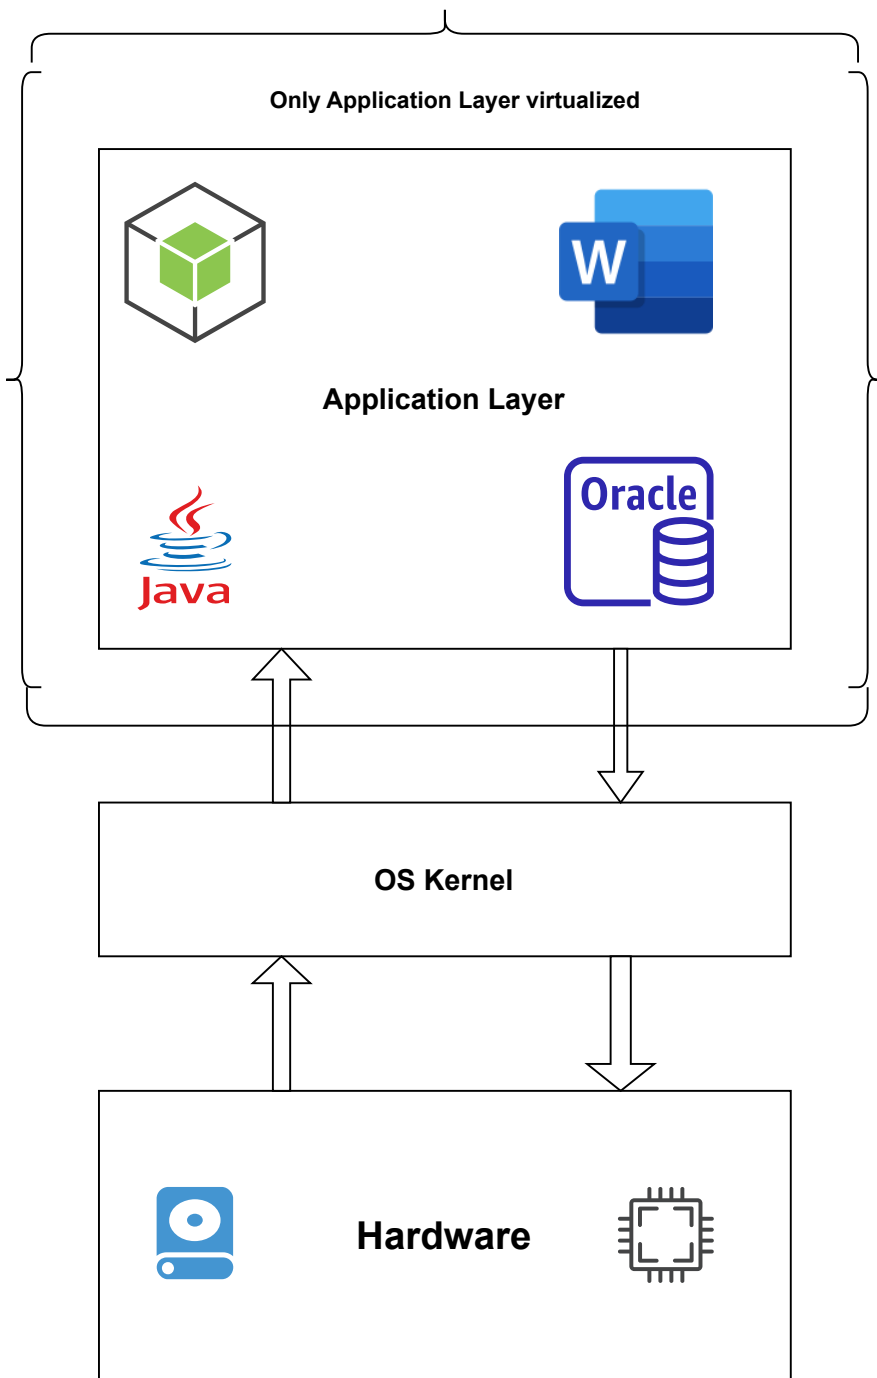 Only Application Layer virtualized
W
Application Layer
Oracle
Java
OS Kernel
Hardware